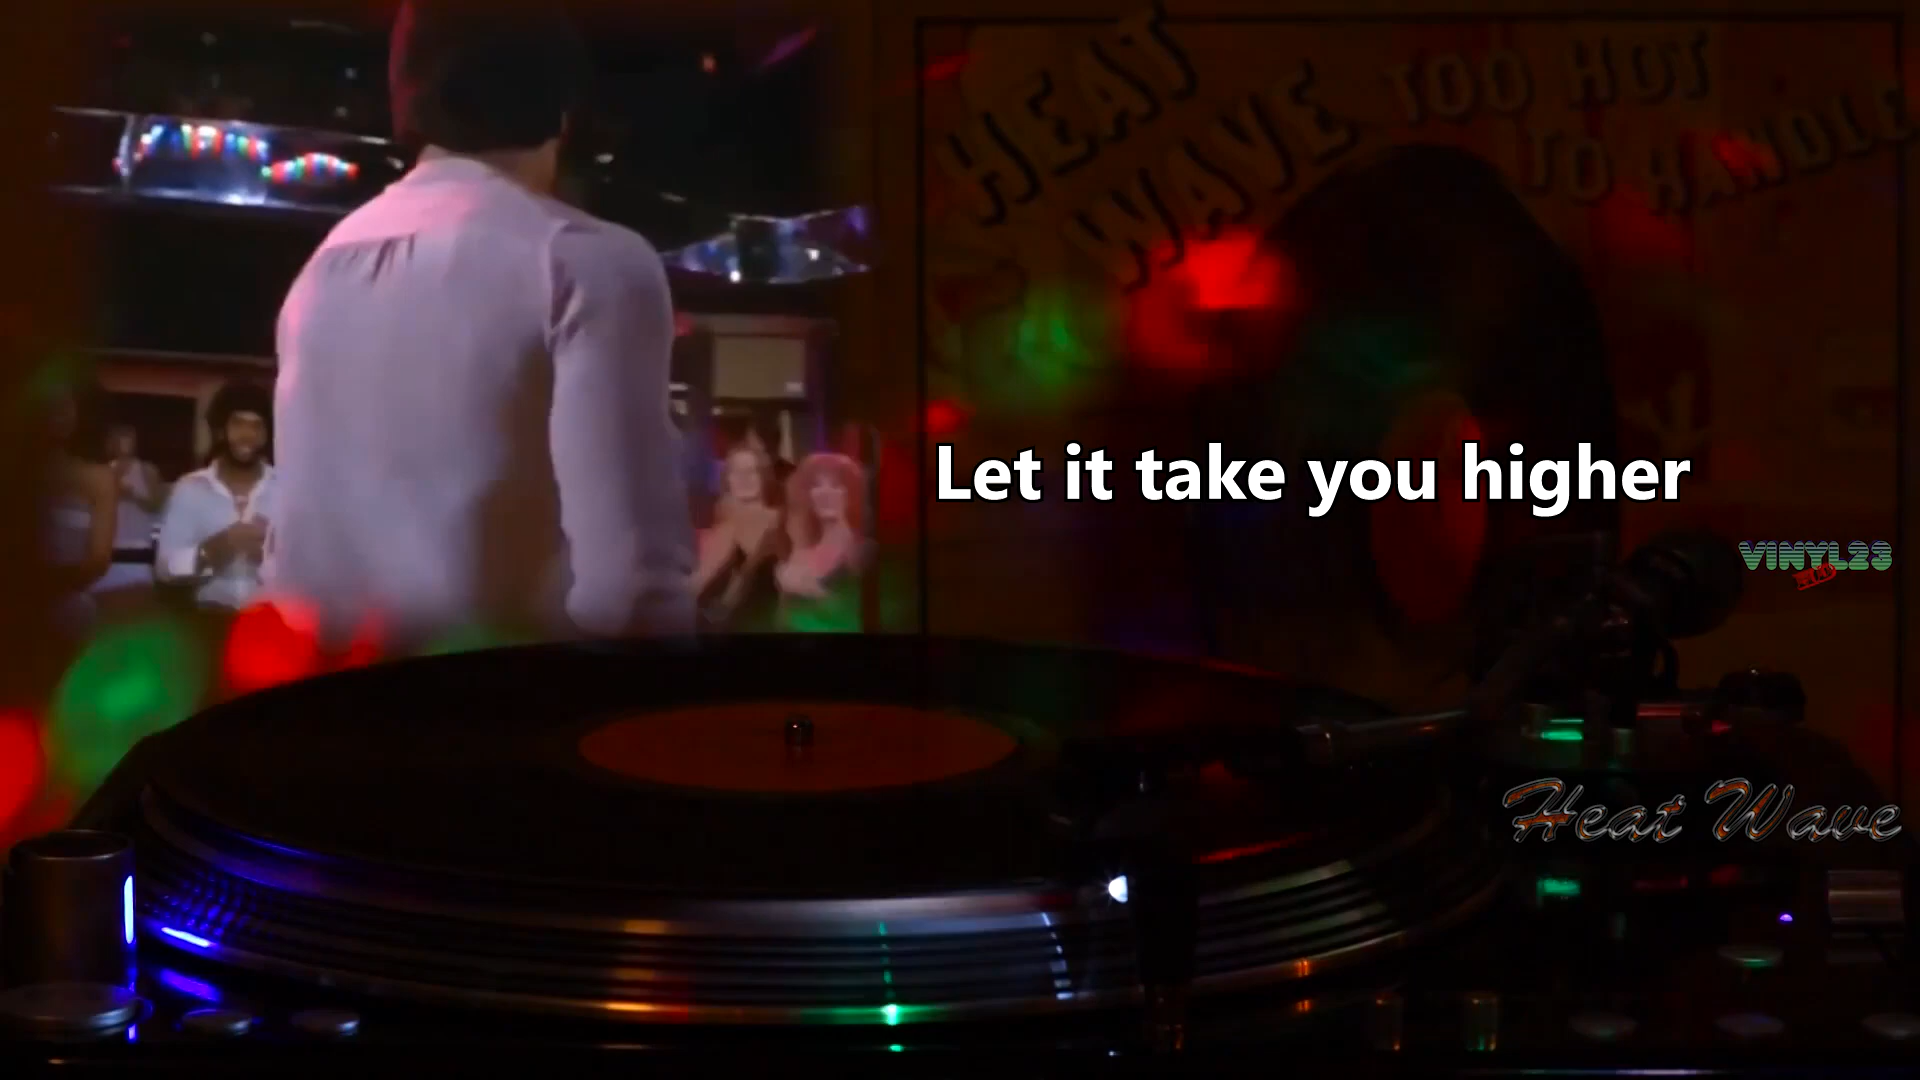 HEAT
WAVE
TOO HOT
TO HANDLE
Let it take you higher
VINYL23
Heat Wave